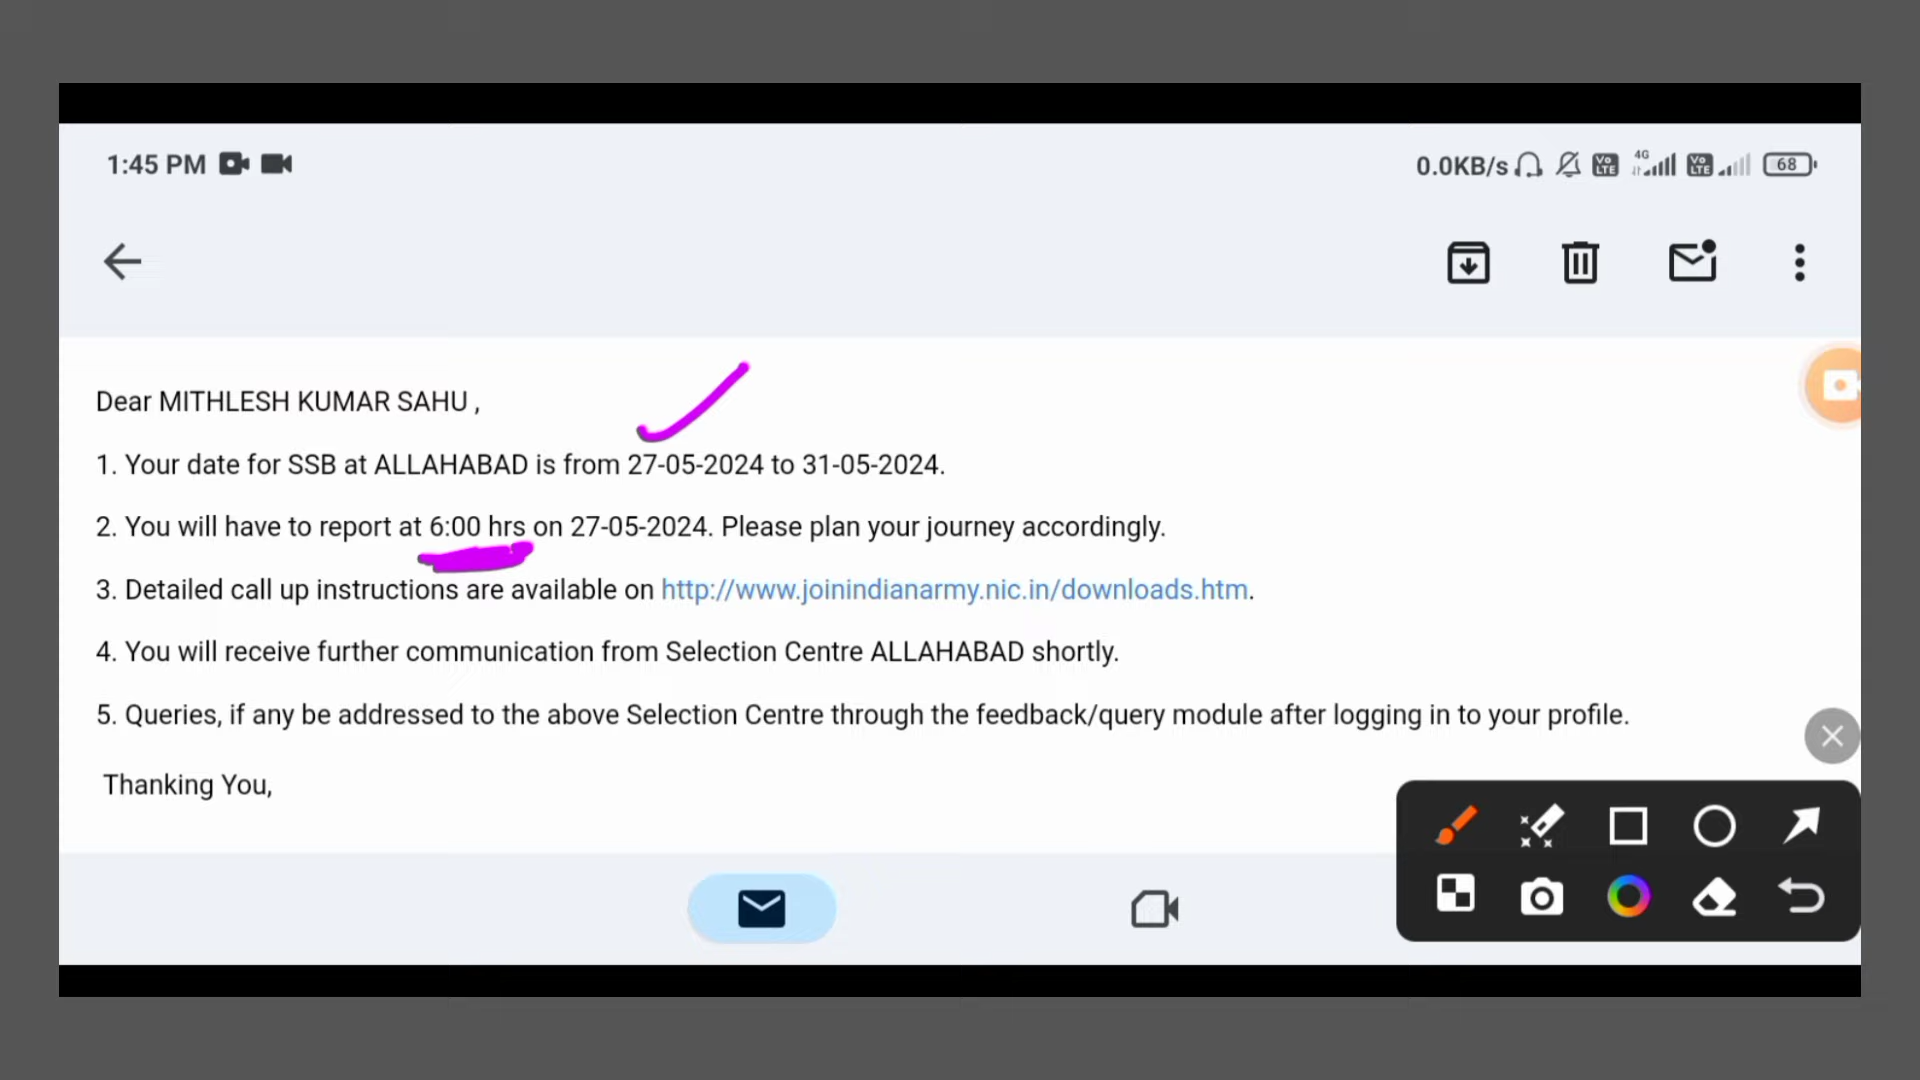 1:45 PM 0.0KB/s Vo LTE 4G Vo LTE 68
Dear MITHLESH KUMAR SAHU ,
1. Your date for SSB at ALLAHABAD is from 27-05-2024 to 31-05-2024.
2. You will have to report at 6:00 hrs on 27-05-2024. Please plan your journey accordingly.
3. Detailed call up instructions are available on http://www.joinindianarmy.nic.in/downloads.htm.
4. You will receive further communication from Selection Centre ALLAHABAD shortly.
5. Queries, if any be addressed to the above Selection Centre through the feedback/query module after logging in to your profile.
Thanking You,